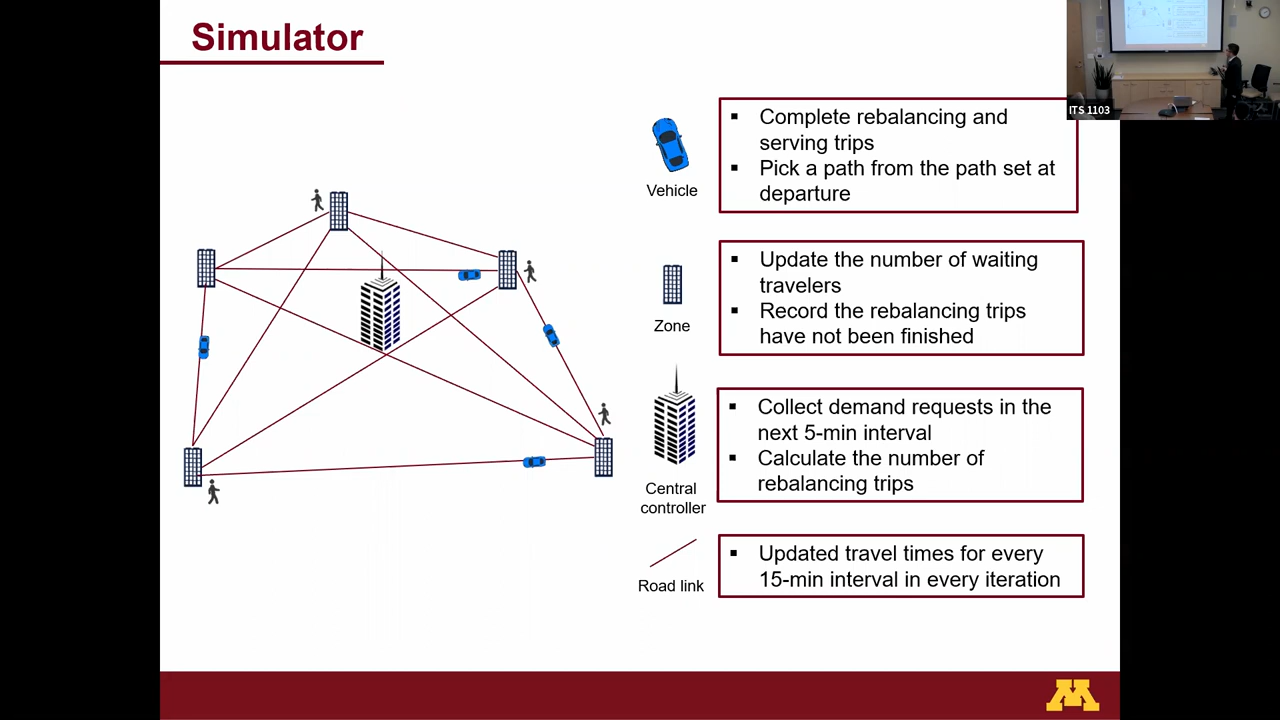 Simulator
ITS 1103
Vehicle
▪ Complete rebalancing and
serving trips
▪ Pick a path from the path set at
departure
Zone
▪ Update the number of waiting
travelers
▪ Record the rebalancing trips
have not been finished
Central
controller
▪ Collect demand requests in the
next 5-min interval
▪ Calculate the number of
rebalancing trips
Road link
▪ Updated travel times for every
15-min interval in every iteration
M